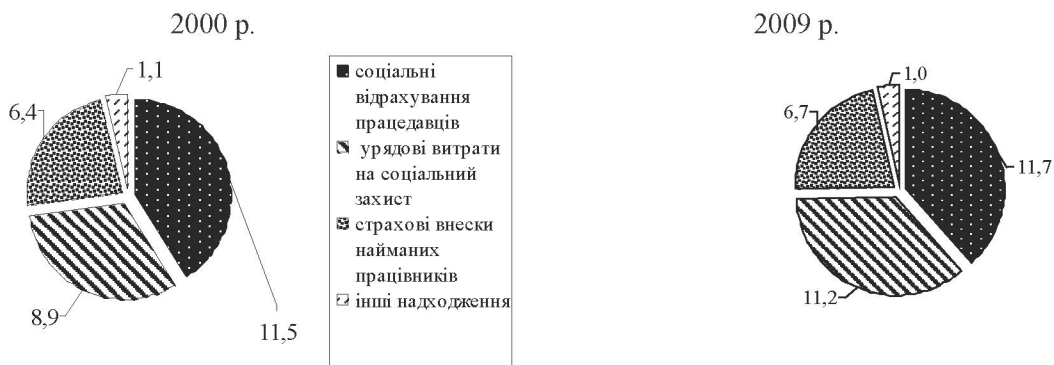 2000 р.
2009 р.
1,1
6,4
8,9
11,5
соціальні
відрахування
працедавців
урядові витрати
на соціальний
захист
страхові внески
найманих
працівників
інші надходження
1,0
6,7
11,7
11,2